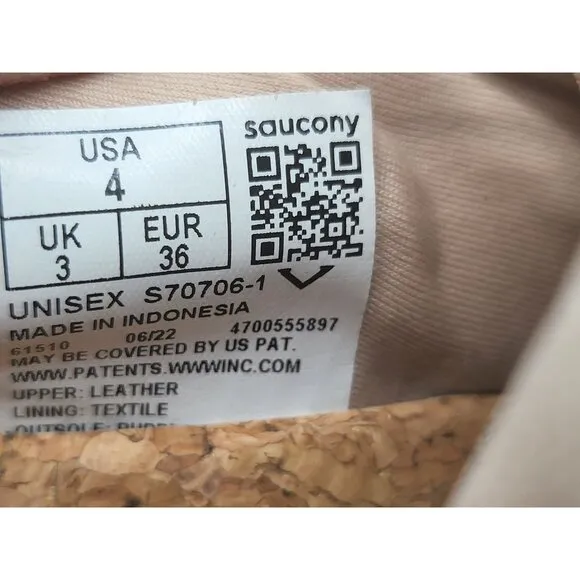 saucony
USA
4
UK
3
EUR
36
UNISEX S70706-1
MADE IN INDONESIA
61510 06/22 4700555897
MAY BE COVERED BY US PAT.
WWW.PATENTS.WWWINC.COM
UPPER: LEATHER
LINING: TEXTILE
OUTSOLE: